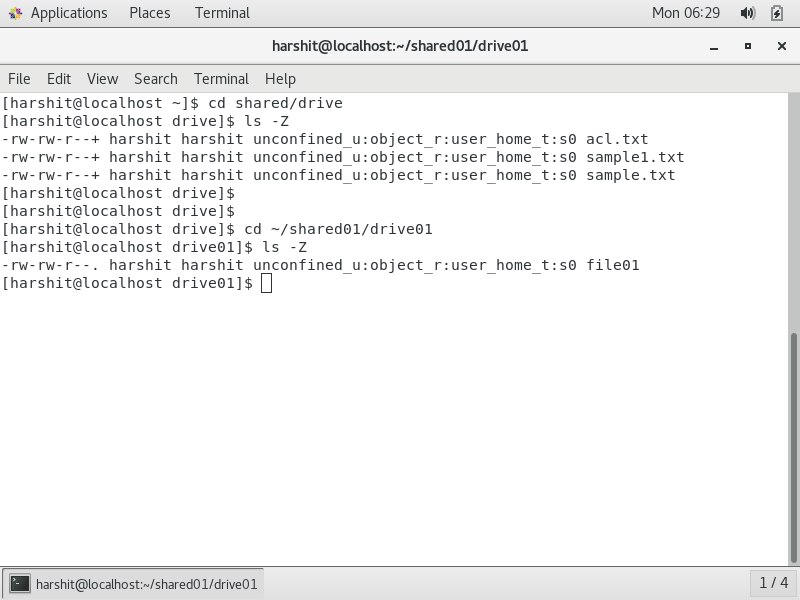 Applications Places Terminal Mon 06:29
harshit@localhost:~/shared01/drive01
File Edit View Search Terminal Help
[harshit@localhost ~]$ cd shared/drive
[harshit@localhost drive]$ ls -Z
-rw-rw-r--+ harshit harshit unconfined_u:object_r:user_home_t:s0 acl.txt
-rw-rw-r--+ harshit harshit unconfined_u:object_r:user_home_t:s0 sample1.txt
-rw-rw-r--+ harshit harshit unconfined_u:object_r:user_home_t:s0 sample.txt
[harshit@localhost drive]$
[harshit@localhost drive]$
[harshit@localhost drive]$ cd ~/shared01/drive01
[harshit@localhost drive01]$ ls -Z
-rw-rw-r--. harshit harshit unconfined_u:object_r:user_home_t:s0 file01
[harshit@localhost drive01]$
harshit@localhost:~/shared01/drive01 1 / 4